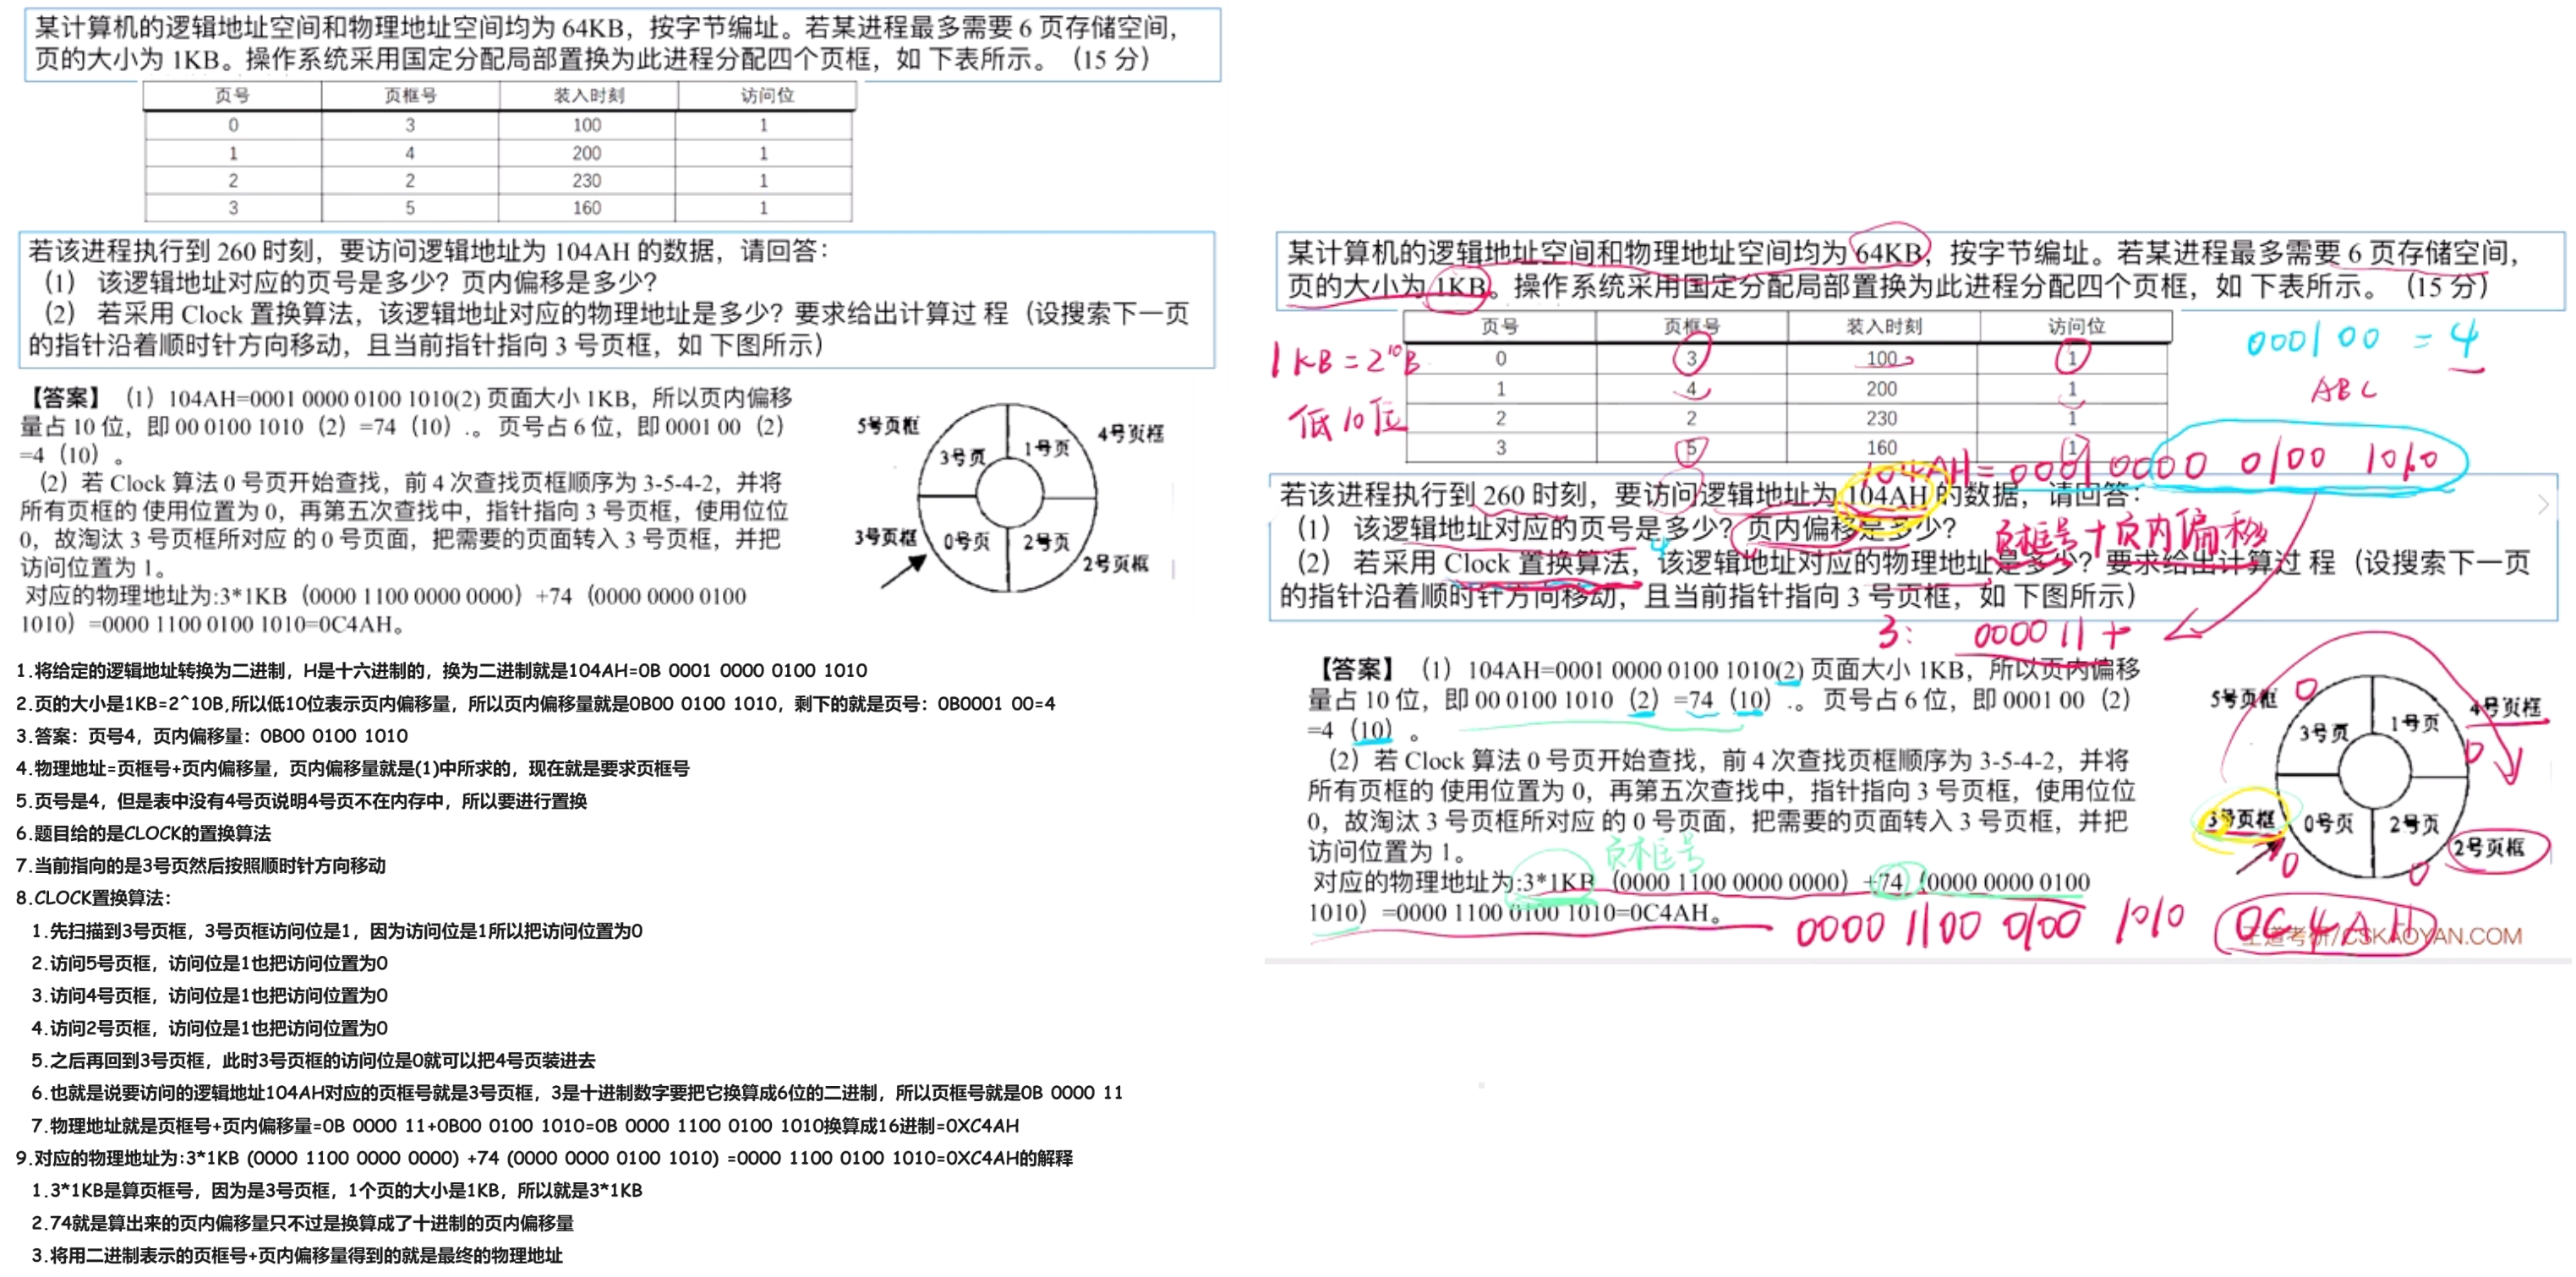 某计算机的逻辑地址空间和物理地址空间均为 64KB，按字节编址。若某进程最多需要 6 页存储空间，
页的大小为 1KB。操作系统采用固定分配局部置换为此进程分配四个页框，如 下表所示。（15 分）
页号 页框号 装入时刻 访问位
0 3 100 1
1 4 200 1
2 2 230 1
3 5 160 1
若该进程执行到 260 时刻，要访问逻辑地址为 104AH 的数据，请回答：
（1） 该逻辑地址对应的页号是多少？页内偏移是多少？
（2） 若采用 Clock 置换算法，该逻辑地址对应的物理地址是多少？要求给出计算过 程（设搜索下一页
的指针沿着顺时针方向移动，且当前指针指向 3 号页框，如 下图所示）
【答案】（1）104AH=0001 0000 0100 1010(2) 页面大小 1KB，所以页内偏移
量占 10 位，即 00 0100 1010（2）=74（10）.。 页号占 6 位，即 0001 00（2）
=4（10）。
（2）若 Clock 算法 0 号页开始查找，前 4 次查找页框顺序为 3-5-4-2，并将
所有页框的 使用位置为 0，再第五次查找中，指针指向 3 号页框，使用位位
0，故淘汰 3 号页框所对应 的 0 号页面，把需要的页面转入 3 号页框，并把
访问位置为 1。
对应的物理地址为:3*1KB（0000 1100 0000 0000）+74（0000 0000 0100
1010）=0000 1100 0100 1010=0C4AH。
5号页框
4号页框
3号页
1号页
3号页框
0号页
2号页
2号页框
1.将给定的逻辑地址转换为二进制，H是十六进制的，换为二进制就是104AH=0B 0001 0000 0100 1010
2.页的大小是1KB=2^10B,所以低10位表示页内偏移量，所以页内偏移量就是0B00 0100 1010，剩下的就是页号：0B0001 00=4
3.答案：页号4，页内偏移量：0B00 0100 1010
4.物理地址=页框号+页内偏移量，页内偏移量就是(1)中所求的，现在就是要求页框号
5.页号是4，但是表中没有4号页说明4号页不在内存中，所以要进行置换
6.题目给的是CLOCK的置换算法
7.当前指向的是3号页然后按照顺时针方向移动
8.CLOCK置换算法：
1.先扫描到3号页框，3号页框访问位是1，因为访问位是1所以把访问位置为0
2.访问5号页框，访问位是1也把访问位置为0
3.访问4号页框，访问位是1也把访问位置为0
4.访问2号页框，访问位是1也把访问位置为0
5.之后再回到3号页框，此时3号页框的访问位是0就可以把4号页装进去
6.也就是说要访问的逻辑地址104AH对应的页框号就是3号页框，3是十进制数字要把它换算成6位的二进制，所以页框号就是0B 0000 11
7.物理地址就是页框号+页内偏移量=0B 0000 11+0B00 0100 1010=0B 0000 1100 0100 1010换算成16进制=0XC4AH
9.对应的物理地址为:3*1KB (0000 1100 0000 0000) +74 (0000 0000 0100 1010) =0000 1100 0100 1010=0XC4AH的解释
1.3*1KB是算页框号，因为是3号页框，1个页的大小是1KB，所以就是3*1KB
2.74就是算出来的页内偏移量只不过是换算成了十进制的页内偏移量
3.将用二进制表示的页框号+页内偏移量得到的就是最终的物理地址
某计算机的逻辑地址空间和物理地址空间均为 64KB，按字节编址。若某进程最多需要 6 页存储空间，
页的大小为 1KB。操作系统采用固定分配局部置换为此进程分配四个页框，如 下表所示。（15 分）
页号 页框号 装入时刻 访问位
0 3 100 1
1 4 200 1
2 2 230 1
3 5 160 1
1KB=2¹⁰B
低10位
000100 = 4
ABC
104AH=0001 0000 0100 1010
若该进程执行到 260 时刻，要访问逻辑地址为 104AH 的数据，请回答：
（1） 该逻辑地址对应的页号是多少？页内偏移是多少？
4
页框号+页内偏移
（2） 若采用 Clock 置换算法，该逻辑地址对应的物理地址是多少？要求给出计算过 程（设搜索下一页
的指针沿着顺时针方向移动，且当前指针指向 3 号页框，如 下图所示）
3: 0000 11 +
【答案】（1）104AH=0001 0000 0100 1010(2) 页面大小 1KB，所以页内偏移
量占 10 位，即 00 0100 1010（2）=74（10）.。 页号占 6 位，即 0001 00（2）
=4（10）。
（2）若 Clock 算法 0 号页开始查找，前 4 次查找页框顺序为 3-5-4-2，并将
所有页框的 使用位置为 0，再第五次查找中，指针指向 3 号页框，使用位位
0，故淘汰 3 号页框所对应 的 0 号页面，把需要的页面转入 3 号页框，并把
访问位置为 1。
页框号
对应的物理地址为:3*1KB（0000 1100 0000 0000）+74（0000 0000 0100
1010）=0000 1100 0100 1010=0C4AH。
0000 1100 0100 1010
0C4AH
5号页框
0
4号页框
0
3号页
1号页
3号页框
0
0号页
2号页
2号页框
0
王道考研/CSKAOYAN.COM